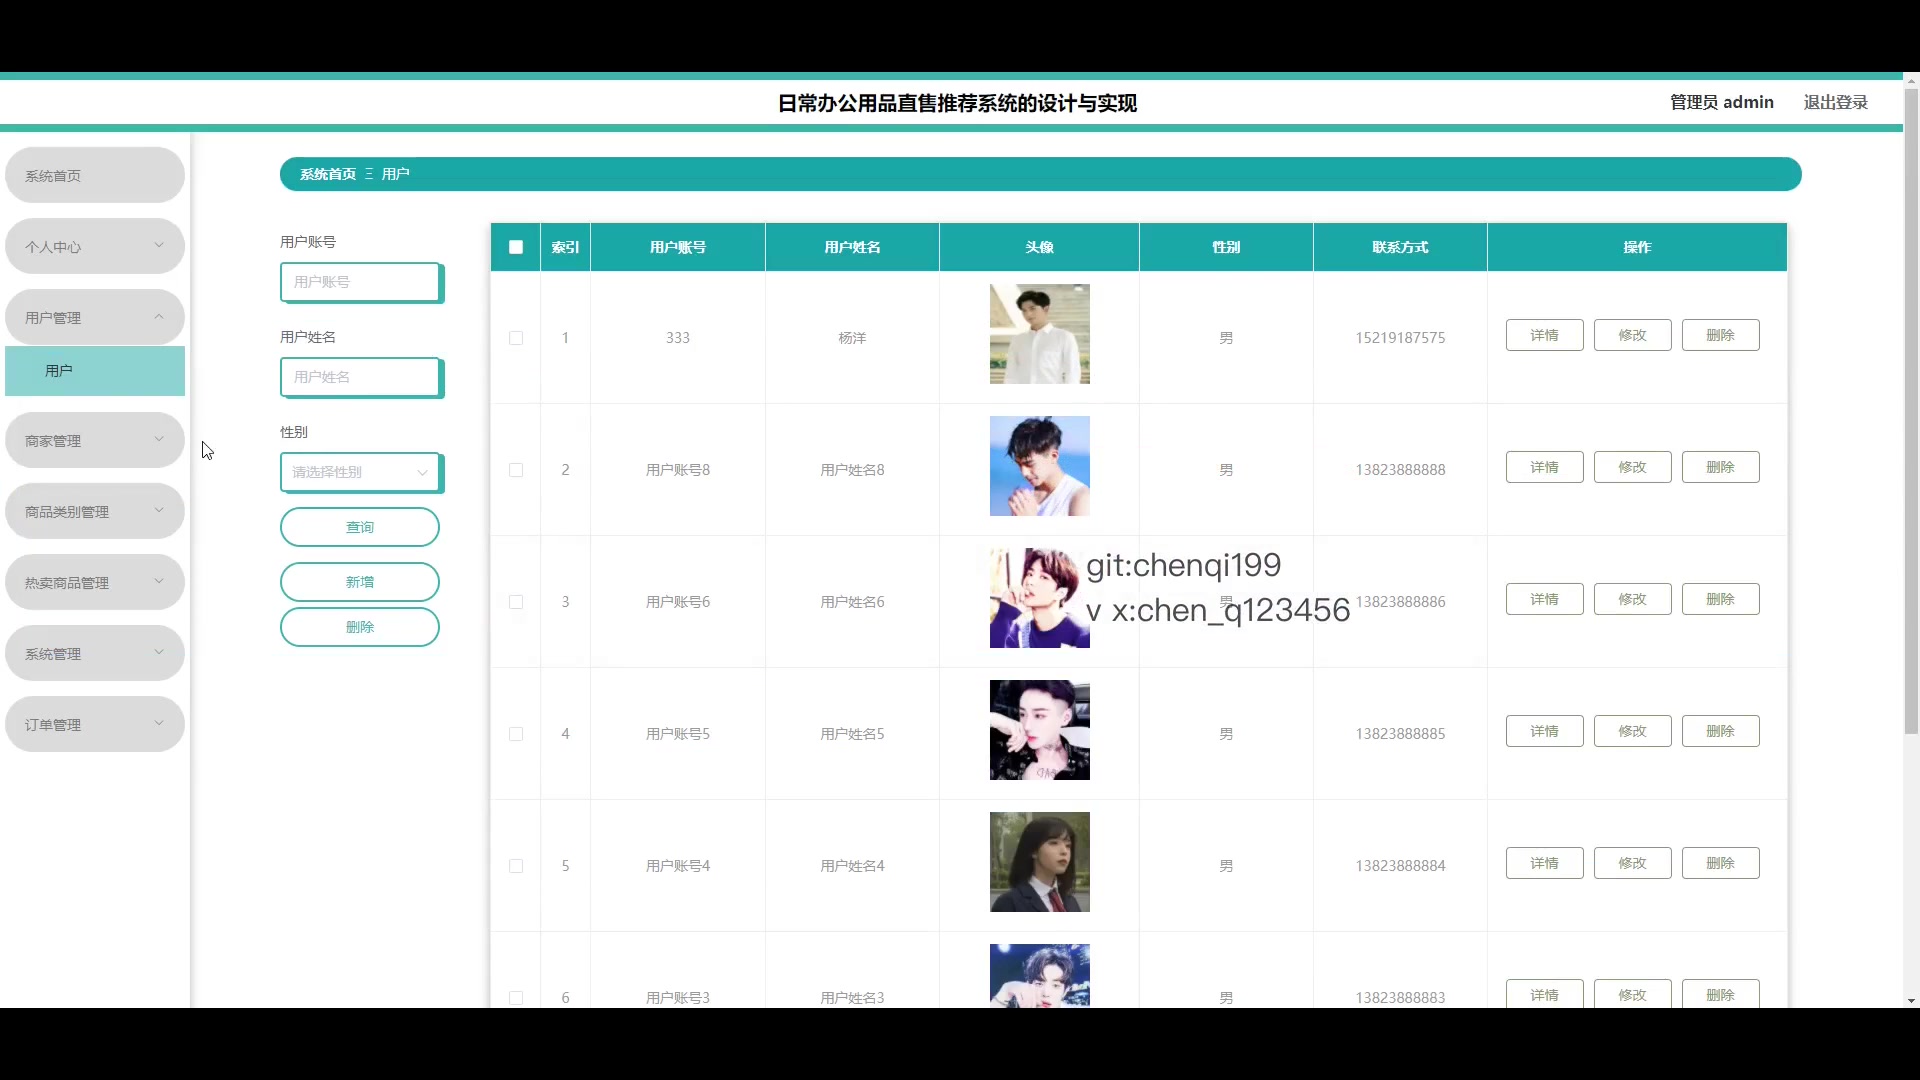 日常办公用品直售推荐系统的设计与实现
管理员 admin
退出登录
系统首页
个人中心
用户管理
用户
商家管理
商品类别管理
热卖商品管理
系统管理
订单管理
系统首页 Ξ 用户
用户账号
用户账号
用户姓名
用户姓名
性别
请选择性别
查询
新增
删除
索引 用户账号 用户姓名 头像 性别 联系方式 操作
1 333 杨洋 男 15219187575 详情 修改 删除
2 用户账号8 用户姓名8 男 13823888888 详情 修改 删除
3 用户账号6 用户姓名6 男 13823888886 详情 修改 删除
git:chenqi199
v x:chen_q123456
4 用户账号5 用户姓名5 男 13823888885 详情 修改 删除
5 用户账号4 用户姓名4 男 13823888884 详情 修改 删除
6 用户账号3 用户姓名3 男 13823888883 详情 修改 删除